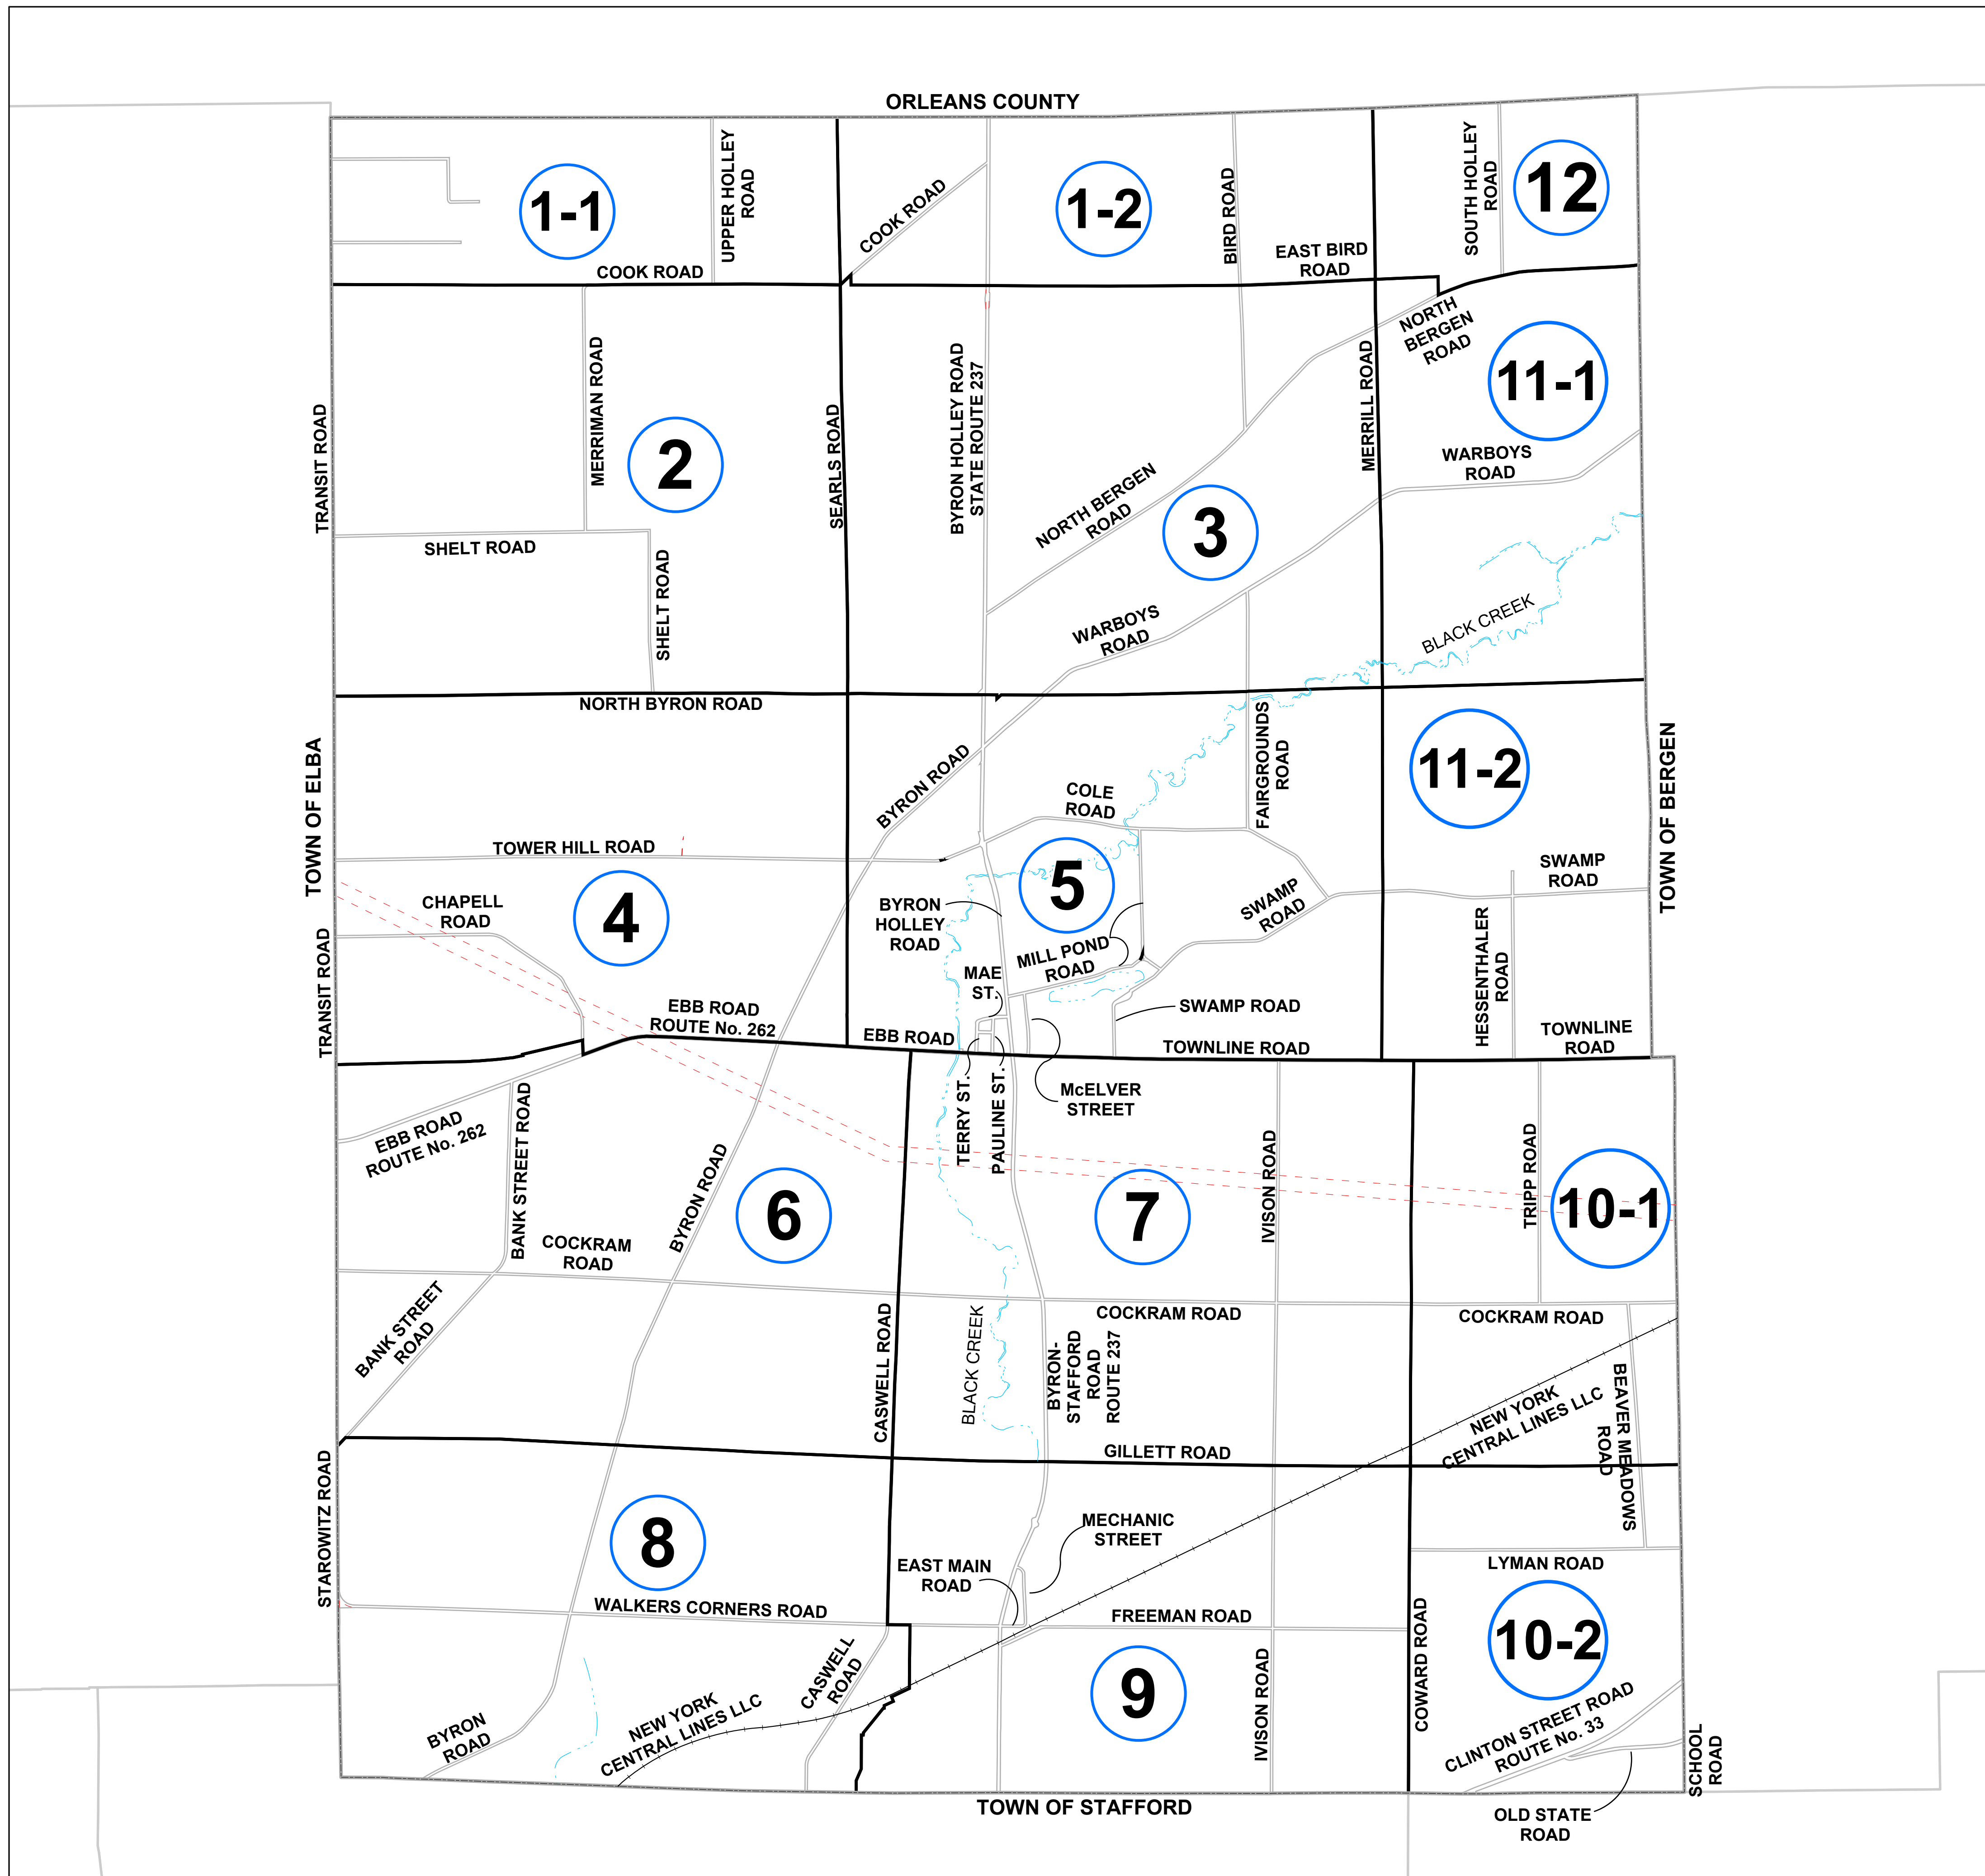 ORLEANS COUNTY
1-1
UPPER HOLLEY
ROAD
COOK ROAD
1-2
BIRD ROAD
EAST BIRD
ROAD
SOUTH HOLLEY
ROAD
12
COOK ROAD
NORTH
BERGEN
ROAD
TRANSIT ROAD
MERRIMAN ROAD
2
SEARLS ROAD
BYRON HOLLEY ROAD
STATE ROUTE 237
MERRILL ROAD
11-1
WARBOYS
ROAD
NORTH BERGEN
ROAD
3
SHELT ROAD
SHELT ROAD
WARBOYS
ROAD
BLACK CREEK
NORTH BYRON ROAD
TOWN OF ELBA
BYRON ROAD
COLE
ROAD
FAIRGROUNDS
ROAD
11-2
TOWN OF BERGEN
TOWER HILL ROAD
CHAPELL
ROAD
4
BYRON
HOLLEY
ROAD
5
SWAMP
ROAD
SWAMP
ROAD
MILL POND
ROAD
MAE
ST.
HESSENTHALER
ROAD
TRANSIT ROAD
EBB ROAD
ROUTE No. 262
EBB ROAD
SWAMP ROAD
TOWNLINE ROAD
TOWNLINE
ROAD
EBB ROAD
ROUTE No. 262
BANK STREET ROAD
TERRY ST.
PAULINE ST.
McELVER
STREET
BYRON ROAD
6
7
IVISON ROAD
TRIPP ROAD
10-1
COCKRAM
ROAD
BANK STREET
ROAD
CASWELL ROAD
BLACK CREEK
COCKRAM ROAD
COCKRAM ROAD
BYRON-
STAFFORD
ROAD
ROUTE 237
NEW YORK
CENTRAL LINES LLC
BEAVER MEADOWS
ROAD
GILLETT ROAD
STAROWITZ ROAD
8
MECHANIC
STREET
EAST MAIN
ROAD
LYMAN ROAD
WALKERS CORNERS ROAD
FREEMAN ROAD
CASWELL
ROAD
9
IVISON ROAD
COWARD ROAD
10-2
BYRON
ROAD
NEW YORK
CENTRAL LINES LLC
CLINTON STREET ROAD
ROUTE No. 33
SCHOOL
ROAD
TOWN OF STAFFORD
OLD STATE
ROAD